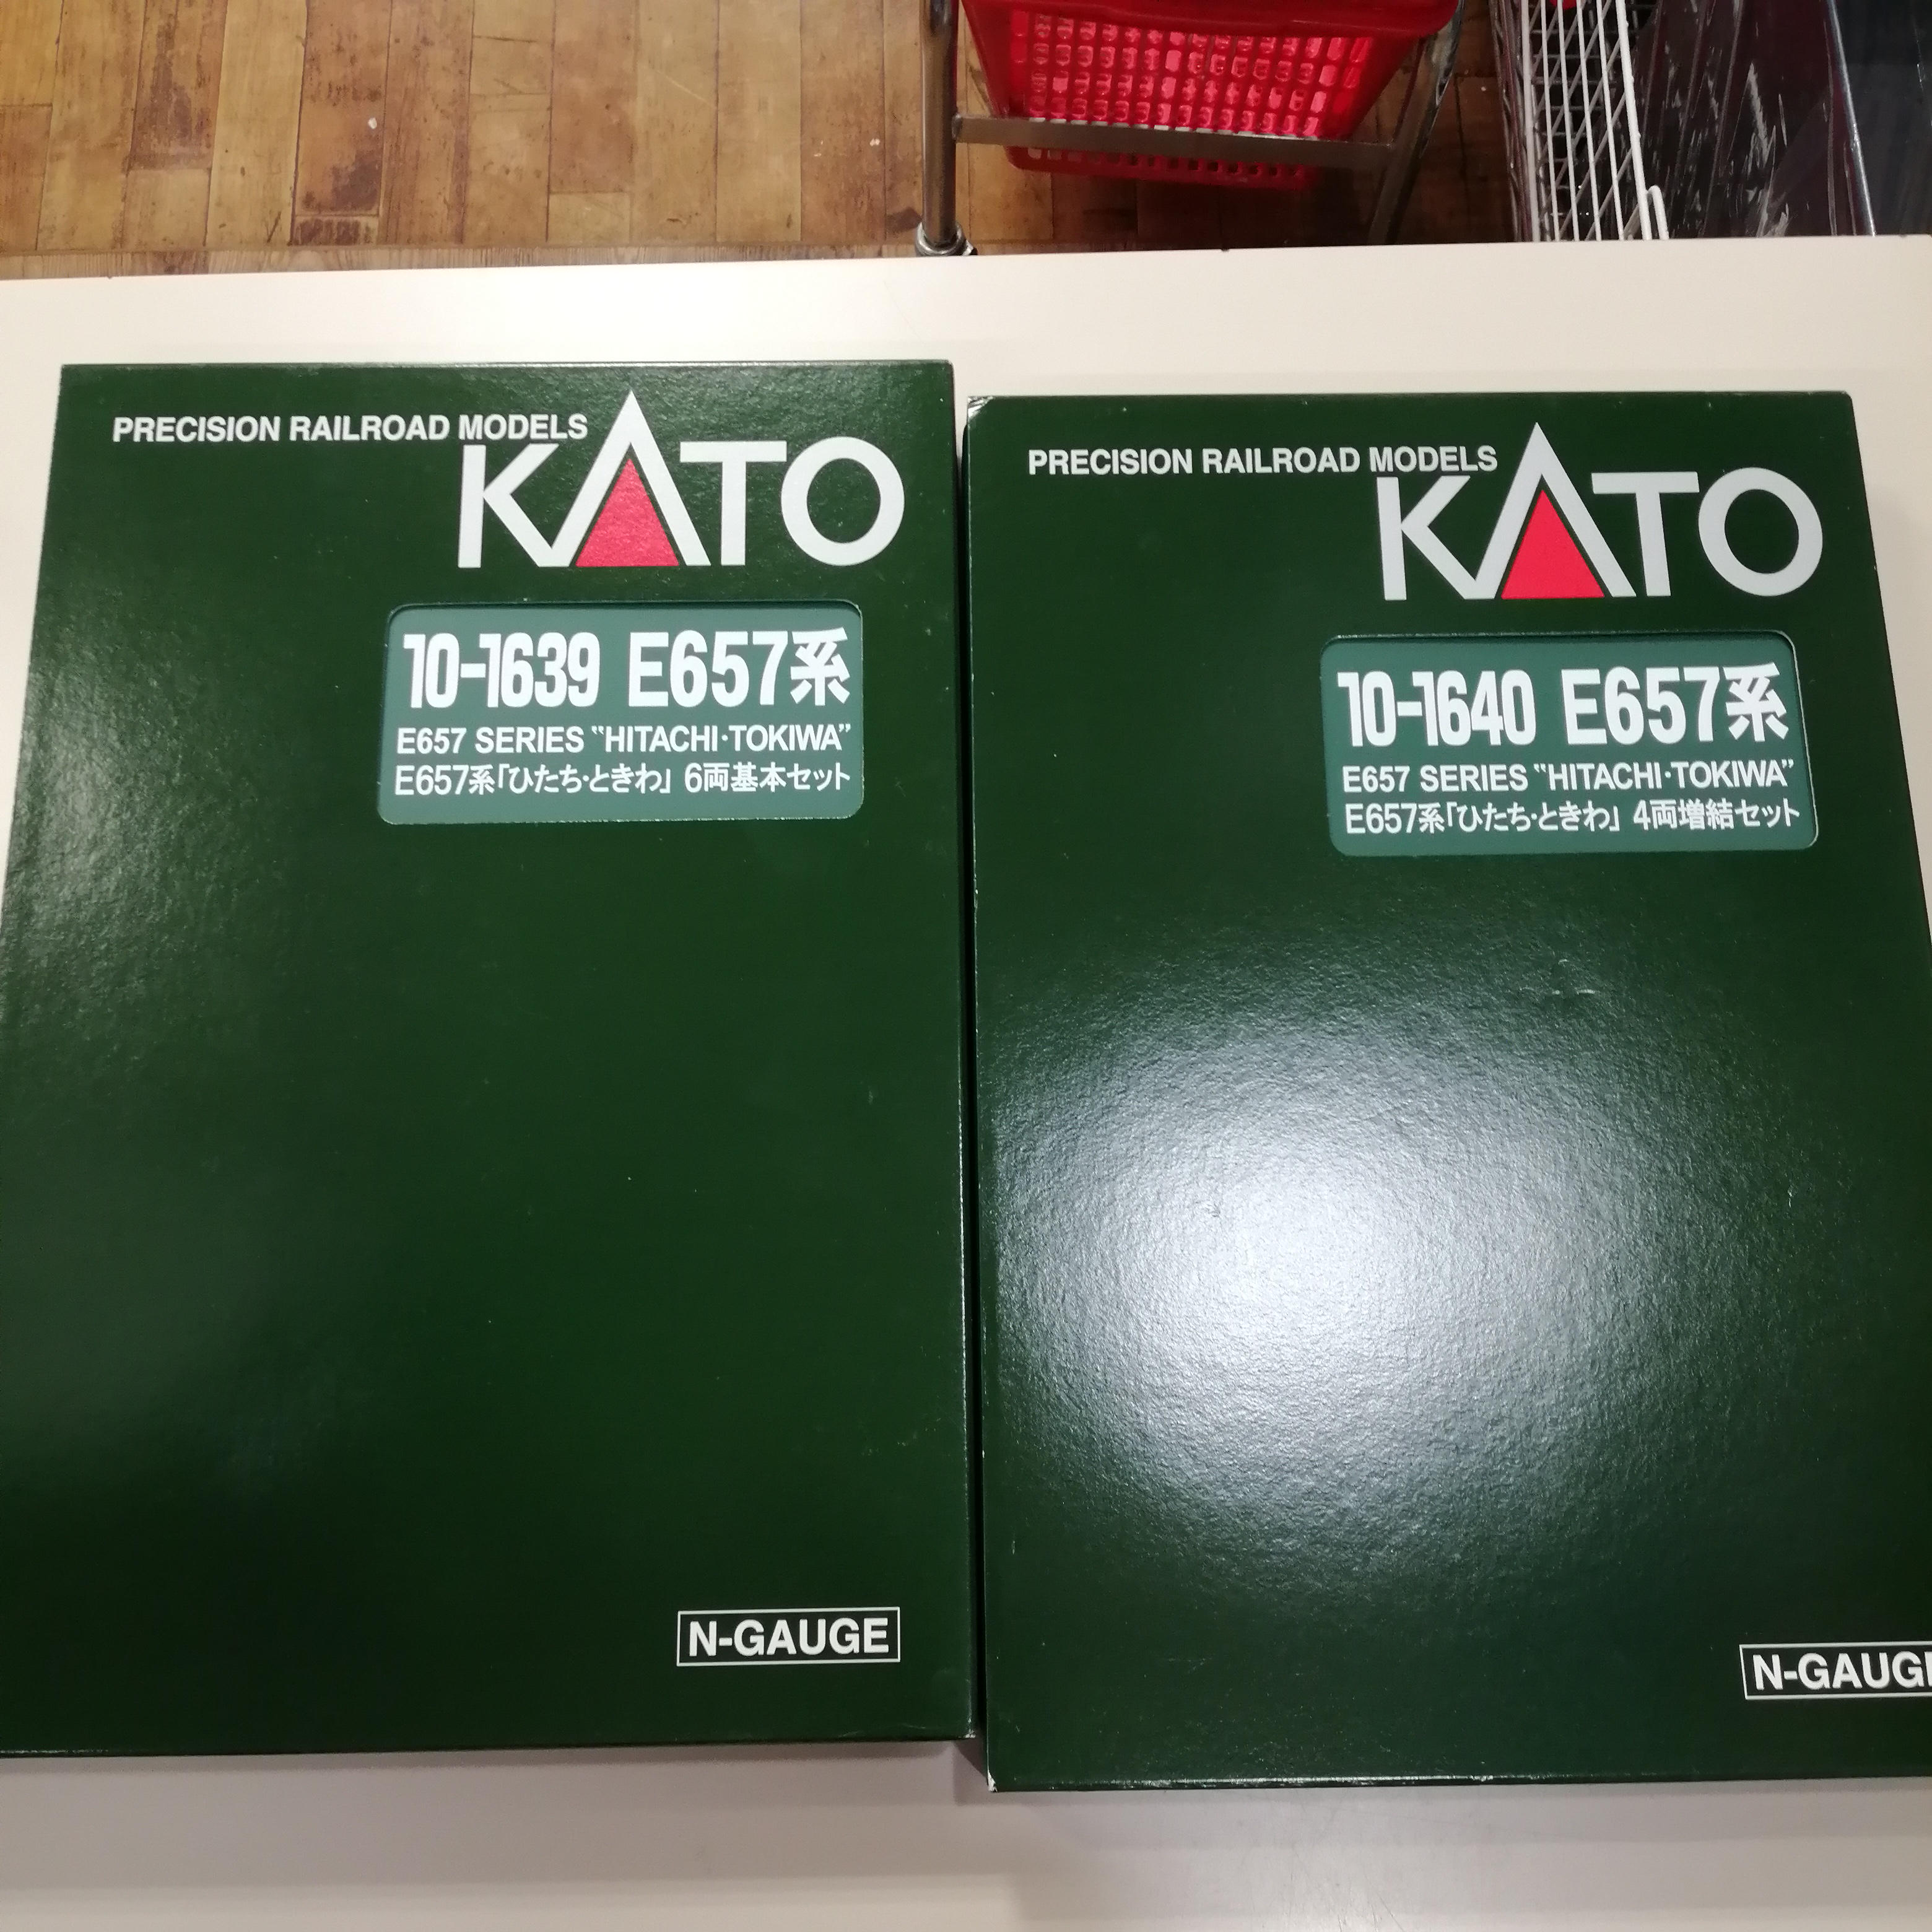 PRECISION RAILROAD MODELS
KATO
10-1639 E657系
E657 SERIES “HITACHI·TOKIWA”
E657系「ひたち·ときわ」 6両基本セット
N-GAUGE
PRECISION RAILROAD MODELS
KATO
10-1640 E657系
E657 SERIES “HITACHI·TOKIWA”
E657系「ひたち·ときわ」 4両増結セット
N-GAUGE